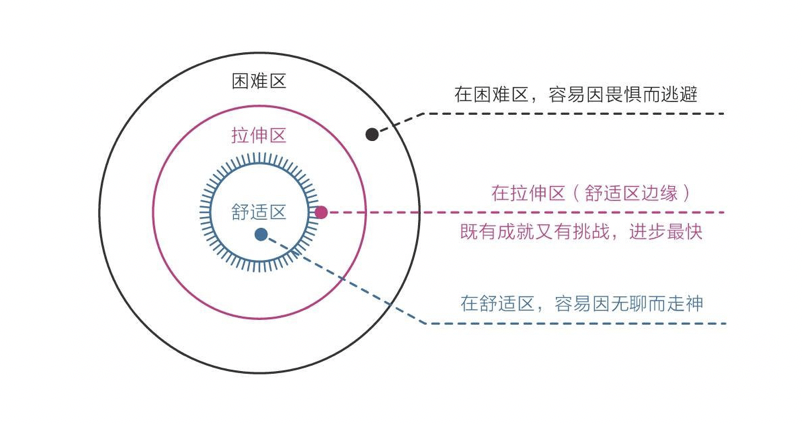 困难区
拉伸区
舒适区
在困难区，容易因畏惧而逃避
在拉伸区（舒适区边缘）
既有成就又有挑战，进步最快
在舒适区，容易因无聊而走神